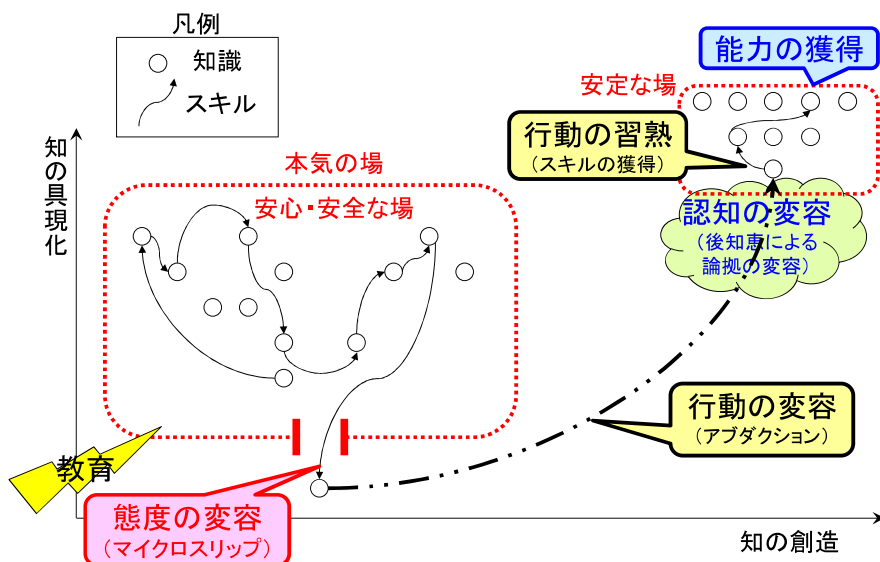 凡例
知識
スキル
能力の獲得
安定な場
行動の習熟
(スキルの獲得)
知の具現化
本気の場
安心・安全な場
認知の変容
(後知恵による
論拠の変容)
行動の変容
(アブダクション)
教育
態度の変容
(マイクロスリップ)
知の創造